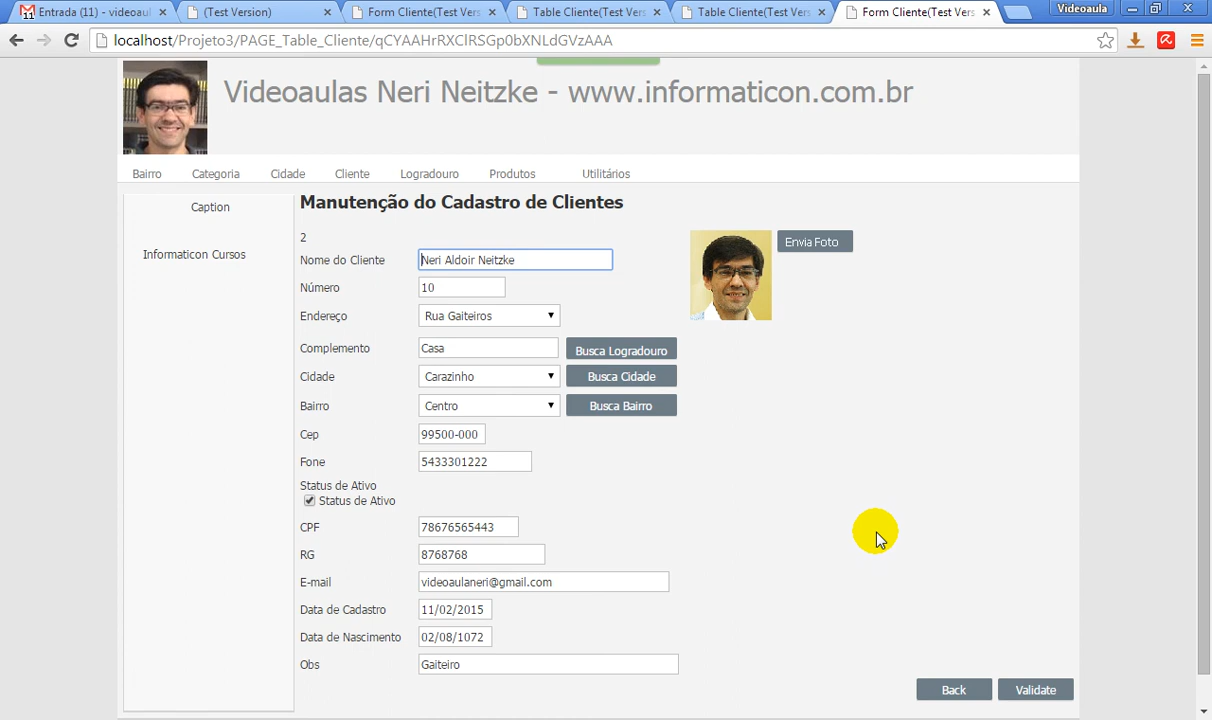 Entrada (11) - videoaul
(Test Version)
Form Cliente(Test Vers
Table Cliente(Test Vers
Table Cliente(Test Vers
Form Cliente(Test Vers
Videoaula
11
localhost/Projeto3/PAGE_Table_Cliente/qCYAAHrRXClRSGp0bXNLdGVzAAA
Videoaulas Neri Neitzke - www.informaticon.com.br
Bairro Categoria Cidade Cliente Logradouro Produtos Utilitários
Caption
Informaticon Cursos
Manutenção do Cadastro de Clientes
2
Envia Foto
Nome do Cliente Neri Aldoir Neitzke
Número 10
Endereço Rua Gaiteiros
Complemento Casa Busca Logradouro
Cidade Carazinho Busca Cidade
Bairro Centro Busca Bairro
Cep 99500-000
Fone 5433301222
Status de Ativo
Status de Ativo
CPF 78676565443
RG 8768768
E-mail videoaulaneri@gmail.com
Data de Cadastro 11/02/2015
Data de Nascimento 02/08/1072
Obs Gaiteiro
Back Validate